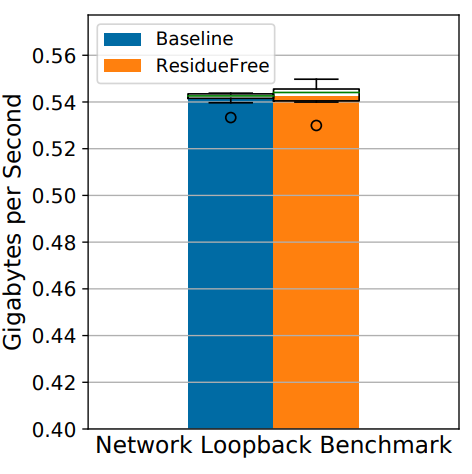 Baseline
ResidueFree
Gigabytes per Second
0.56
0.54
0.52
0.50
0.48
0.46
0.44
0.42
0.40
Network Loopback Benchmark